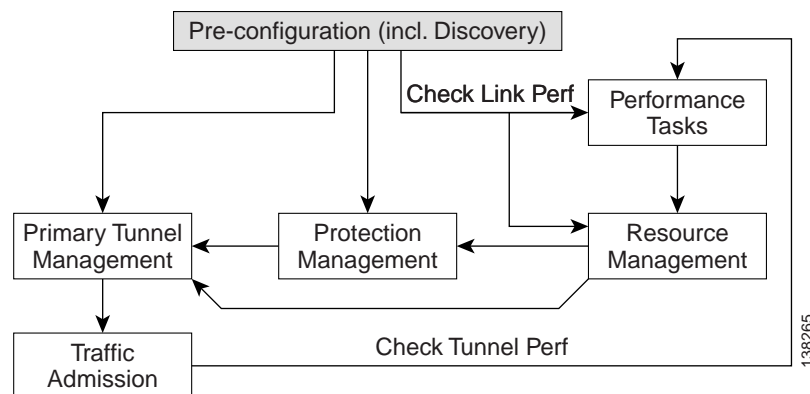 Pre-configuration (incl. Discovery)
Check Link Perf
Performance
Tasks
Primary Tunnel
Management
Protection
Management
Resource
Management
Traffic
Admission
Check Tunnel Perf
138265